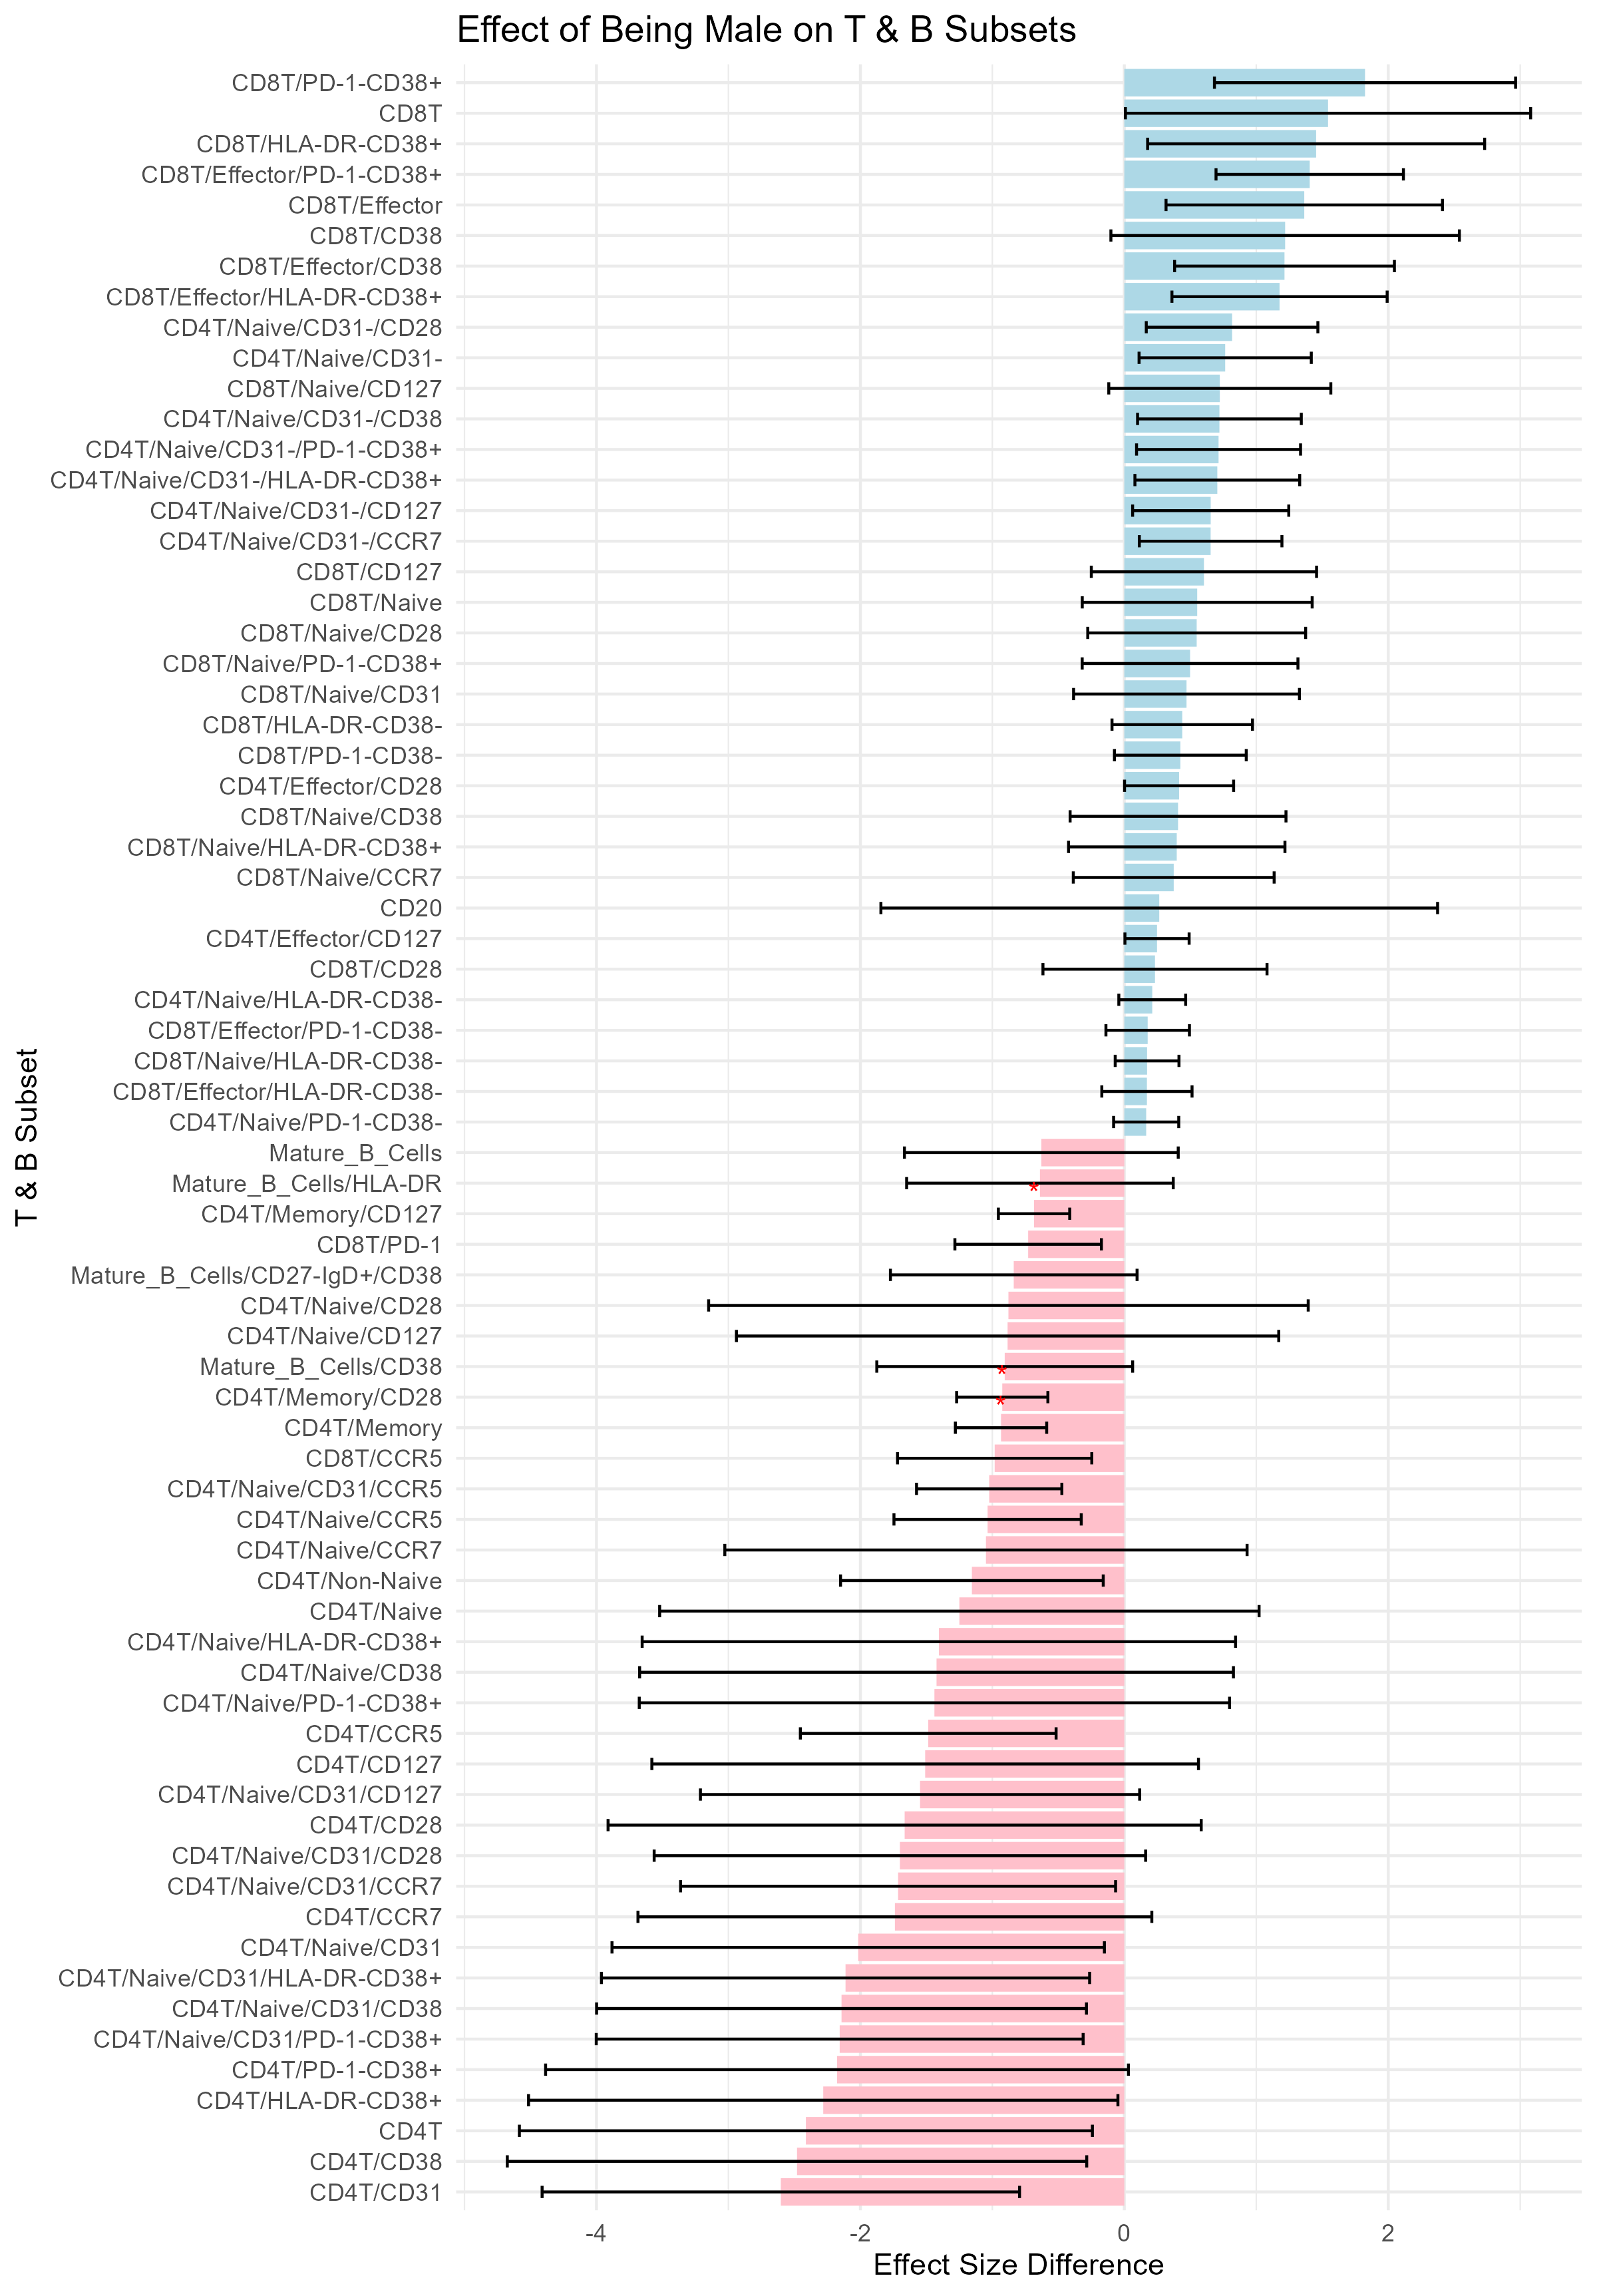 Effect of Being Male on T & B Subsets
CD8T/PD-1-CD38+
CD8T
CD8T/HLA-DR-CD38+
CD8T/Effector/PD-1-CD38+
CD8T/Effector
CD8T/CD38
CD8T/Effector/CD38
CD8T/Effector/HLA-DR-CD38+
CD4T/Naive/CD31-/CD28
CD4T/Naive/CD31-
CD8T/Naive/CD127
CD4T/Naive/CD31-/CD38
CD4T/Naive/CD31-/PD-1-CD38+
CD4T/Naive/CD31-/HLA-DR-CD38+
CD4T/Naive/CD31-/CD127
CD4T/Naive/CD31-/CCR7
CD8T/CD127
CD8T/Naive
CD8T/Naive/CD28
CD8T/Naive/PD-1-CD38+
CD8T/Naive/CD31
CD8T/HLA-DR-CD38-
CD8T/PD-1-CD38-
CD4T/Effector/CD28
CD8T/Naive/CD38
CD8T/Naive/HLA-DR-CD38+
CD8T/Naive/CCR7
CD20
CD4T/Effector/CD127
CD8T/CD28
CD4T/Naive/HLA-DR-CD38-
CD8T/Effector/PD-1-CD38-
CD8T/Naive/HLA-DR-CD38-
CD8T/Effector/HLA-DR-CD38-
CD4T/Naive/PD-1-CD38-
Mature_B_Cells
Mature_B_Cells/HLA-DR
*
CD4T/Memory/CD127
CD8T/PD-1
Mature_B_Cells/CD27-IgD+/CD38
CD4T/Naive/CD28
CD4T/Naive/CD127
Mature_B_Cells/CD38
*
CD4T/Memory/CD28
*
CD4T/Memory
CD8T/CCR5
CD4T/Naive/CD31/CCR5
CD4T/Naive/CCR5
CD4T/Naive/CCR7
CD4T/Non-Naive
CD4T/Naive
CD4T/Naive/HLA-DR-CD38+
CD4T/Naive/CD38
CD4T/Naive/PD-1-CD38+
CD4T/CCR5
CD4T/CD127
CD4T/Naive/CD31/CD127
CD4T/CD28
CD4T/Naive/CD31/CD28
CD4T/Naive/CD31/CCR7
CD4T/CCR7
CD4T/Naive/CD31
CD4T/Naive/CD31/HLA-DR-CD38+
CD4T/Naive/CD31/CD38
CD4T/Naive/CD31/PD-1-CD38+
CD4T/PD-1-CD38+
CD4T/HLA-DR-CD38+
CD4T
CD4T/CD38
CD4T/CD31
T & B Subset
-4 -2 0 2
Effect Size Difference